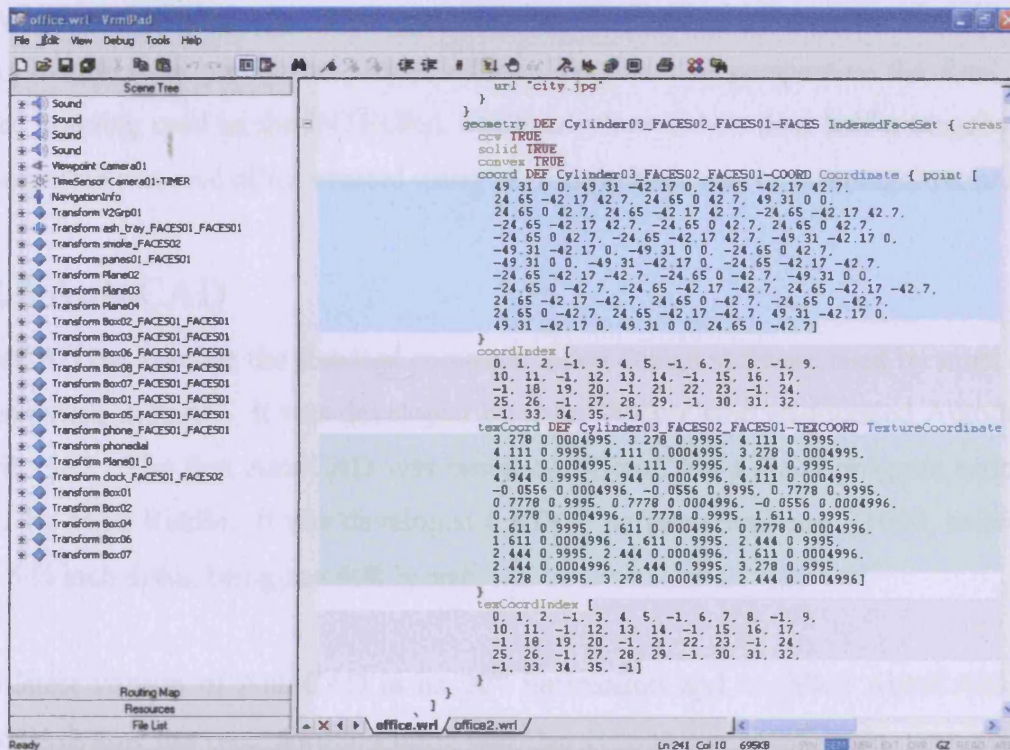 office.wrl - VrmlPad
File Edit View Debug Tools Help
Scene Tree
Sound
Sound
Sound
Sound
Viewpoint Camera01
TimeSensor Camera01-TIMER
NavigationInfo
Transform V2Grp01
Transform ash_tray_FACES01_FACES01
Transform smoke_FACES02
Transform panes01_FACES01
Transform Plane02
Transform Plane03
Transform Plane04
Transform Box02_FACES01_FACES01
Transform Box03_FACES01_FACES01
Transform Box06_FACES01_FACES01
Transform Box08_FACES01_FACES01
Transform Box07_FACES01_FACES01
Transform Box01_FACES01_FACES01
Transform Box05_FACES01_FACES01
Transform phone_FACES01_FACES01
Transform phonedial
Transform Plane01_0
Transform clock_FACES01_FACES02
Transform Box01
Transform Box02
Transform Box04
Transform Box06
Transform Box07
Routing Map
Resources
File List
url "city.jpg"
}
}
geometry DEF Cylinder03_FACES02_FACES01-FACES IndexedFaceSet { creas
ccw TRUE
solid TRUE
convex TRUE
coord DEF Cylinder03_FACES02_FACES01-COORD Coordinate { point [
49.31 0 0, 49.31 -42.17 0, 24.65 -42.17 42.7,
24.65 -42.17 42.7, 24.65 0 42.7, 49.31 0 0,
24.65 0 42.7, 24.65 -42.17 42.7, -24.65 -42.17 42.7,
-24.65 -42.17 42.7, -24.65 0 42.7, 24.65 0 42.7,
-24.65 0 42.7, -24.65 -42.17 42.7, -49.31 -42.17 0,
-49.31 -42.17 0, -49.31 0 0, -24.65 0 42.7,
-49.31 0 0, -49.31 -42.17 0, -24.65 -42.17 -42.7,
-24.65 -42.17 -42.7, -24.65 0 -42.7, -49.31 0 0,
-24.65 0 -42.7, -24.65 -42.17 -42.7, 24.65 -42.17 -42.7,
24.65 -42.17 -42.7, 24.65 0 -42.7, -24.65 0 -42.7,
24.65 0 -42.7, 24.65 -42.17 -42.7, 49.31 -42.17 0,
49.31 -42.17 0, 49.31 0 0, 24.65 0 -42.7]
}
coordIndex [
0, 1, 2, -1, 3, 4, 5, -1, 6, 7, 8, -1, 9,
10, 11, -1, 12, 13, 14, -1, 15, 16, 17,
-1, 18, 19, 20, -1, 21, 22, 23, -1, 24,
25, 26, -1, 27, 28, 29, -1, 30, 31, 32,
-1, 33, 34, 35, -1]
texCoord DEF Cylinder03_FACES02_FACES01-TEXCOORD TextureCoordinate
3.278 0.0004995, 3.278 0.9995, 4.111 0.9995,
4.111 0.9995, 4.111 0.0004995, 3.278 0.0004995,
4.111 0.0004995, 4.111 0.9995, 4.944 0.9995,
4.944 0.9995, 4.944 0.0004996, 4.111 0.0004995,
-0.0556 0.0004996, -0.0556 0.9995, 0.7778 0.9995,
0.7778 0.9995, 0.7778 0.0004996, -0.0556 0.0004996,
0.7778 0.0004996, 0.7778 0.9995, 1.611 0.9995,
1.611 0.9995, 1.611 0.0004996, 0.7778 0.0004996,
1.611 0.0004996, 1.611 0.9995, 2.444 0.9995,
2.444 0.9995, 2.444 0.0004996, 1.611 0.0004996,
2.444 0.0004996, 2.444 0.9995, 3.278 0.9995,
3.278 0.9995, 3.278 0.0004995, 2.444 0.0004996]
}
texCoordIndex [
0, 1, 2, -1, 3, 4, 5, -1, 6, 7, 8, -1, 9,
10, 11, -1, 12, 13, 14, -1, 15, 16, 17,
-1, 18, 19, 20, -1, 21, 22, 23, -1, 24,
25, 26, -1, 27, 28, 29, -1, 30, 31, 32,
-1, 33, 34, 35, -1]
}
]
office.wrl office2.wrl
Ready
Ln 241 Col 10 695KB
GZ